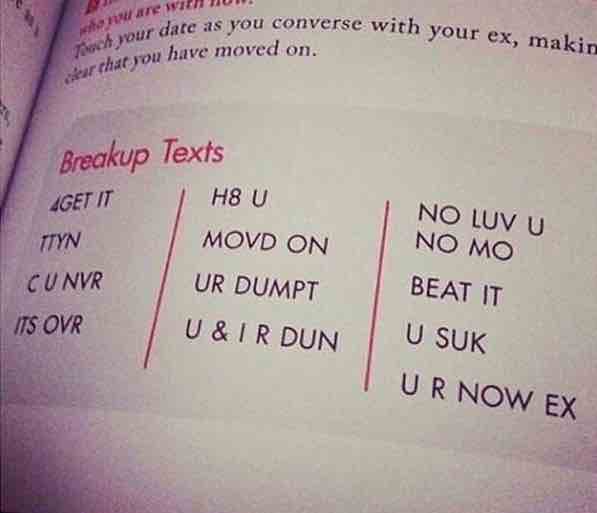 who you are with now.
Touch your date as you converse with your ex, makin
clear that you have moved on.
Breakup Texts
4GET IT
TTYN
C U NVR
ITS OVR
H8 U
MOVD ON
UR DUMPT
U & I R DUN
NO LUV U
NO MO
BEAT IT
U SUK
U R NOW EX